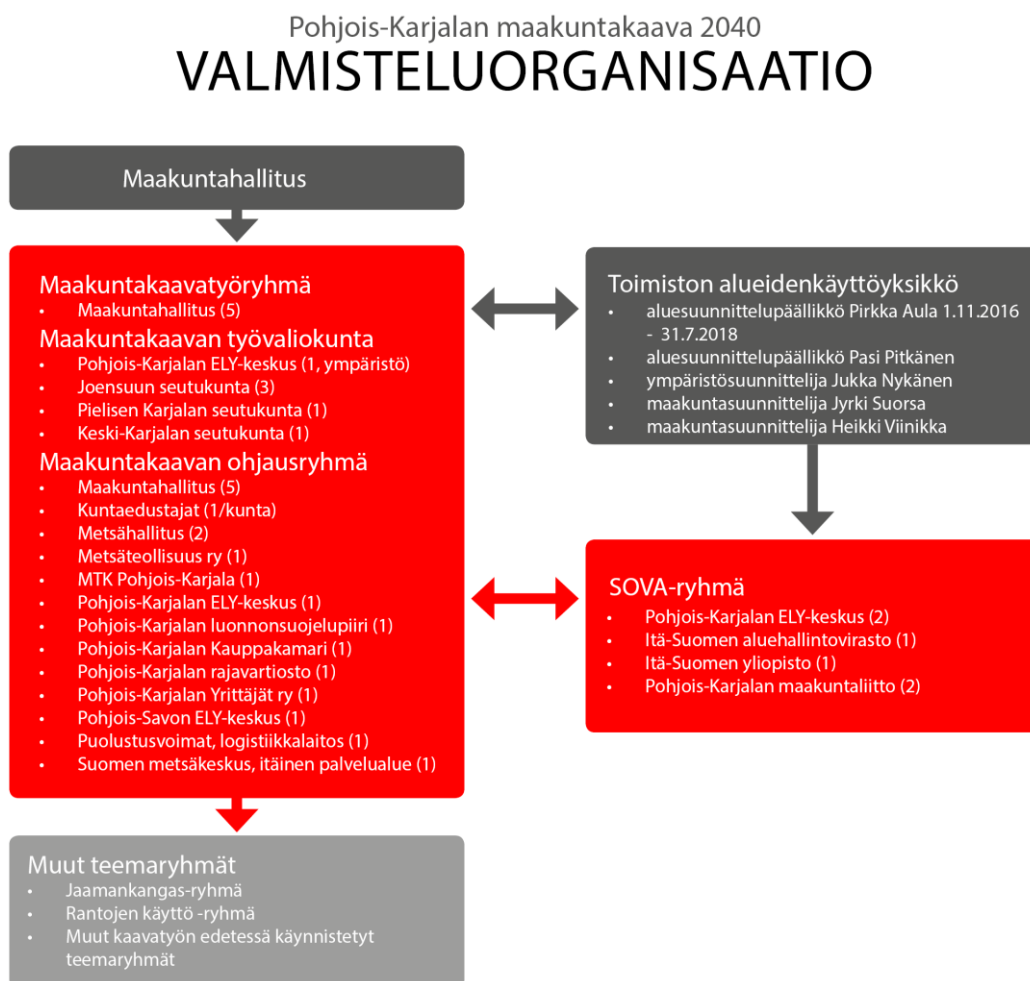 Pohjois-Karjalan maakuntakaava 2040
VALMISTELUORGANISAATIO
Maakuntahallitus
Maakuntakaavatyöryhmä
• Maakuntahallitus (5)
Maakuntakaavan työvaliokunta
• Pohjois-Karjalan ELY-keskus (1, ympäristö)
• Joensuun seutukunta (3)
• Pielisen Karjalan seutukunta (1)
• Keski-Karjalan seutukunta (1)
Maakuntakaavan ohjausryhmä
• Maakuntahallitus (5)
• Kuntaedustajat (1/kunta)
• Metsähallitus (2)
• Metsäteollisuus ry (1)
• MTK Pohjois-Karjala (1)
• Pohjois-Karjalan ELY-keskus (1)
• Pohjois-Karjalan luonnonsuojelupiiri (1)
• Pohjois-Karjalan Kauppakamari (1)
• Pohjois-Karjalan rajavartiosto (1)
• Pohjois-Karjalan Yrittäjät ry (1)
• Pohjois-Savon ELY-keskus (1)
• Puolustusvoimat, logistiikkalaitos (1)
• Suomen metsäkeskus, itäinen palvelualue (1)
Toimiston alueidenkäyttöyksikkö
• aluesuunnittelupäällikkö Pirkka Aula 1.11.2016
- 31.7.2018
• aluesuunnittelupäällikkö Pasi Pitkänen
• ympäristösuunnittelija Jukka Nykänen
• maakuntasuunnittelija Jyrki Suorsa
• maakuntasuunnittelija Heikki Viinikka
SOVA-ryhmä
• Pohjois-Karjalan ELY-keskus (2)
• Itä-Suomen aluehallintovirasto (1)
• Itä-Suomen yliopisto (1)
• Pohjois-Karjalan maakuntaliitto (2)
Muut teemaryhmät
• Jaamankangas-ryhmä
• Rantojen käyttö -ryhmä
• Muut kaavatyön edetessä käynnistetyt
teemaryhmät